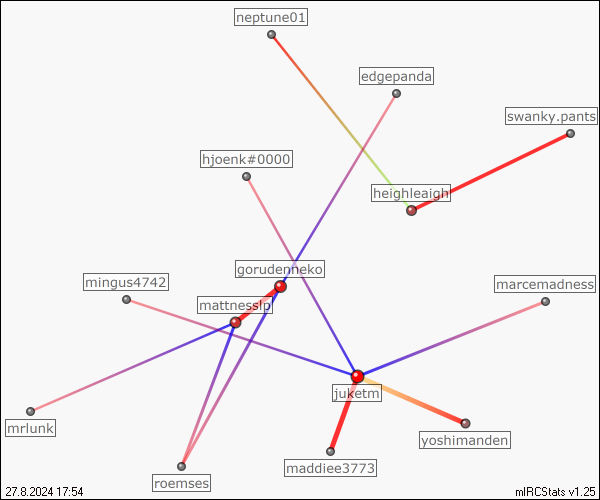 neptune01
edgepanda
swanky.pants
hjoenk#0000
heighleaigh
gorudenneko
mingus4742
marcemadness
mattnessip
juketm
mrlunk
yoshimanden
maddiee3773
roemses
27.8.2024 17:54
mIRCStats v1.25